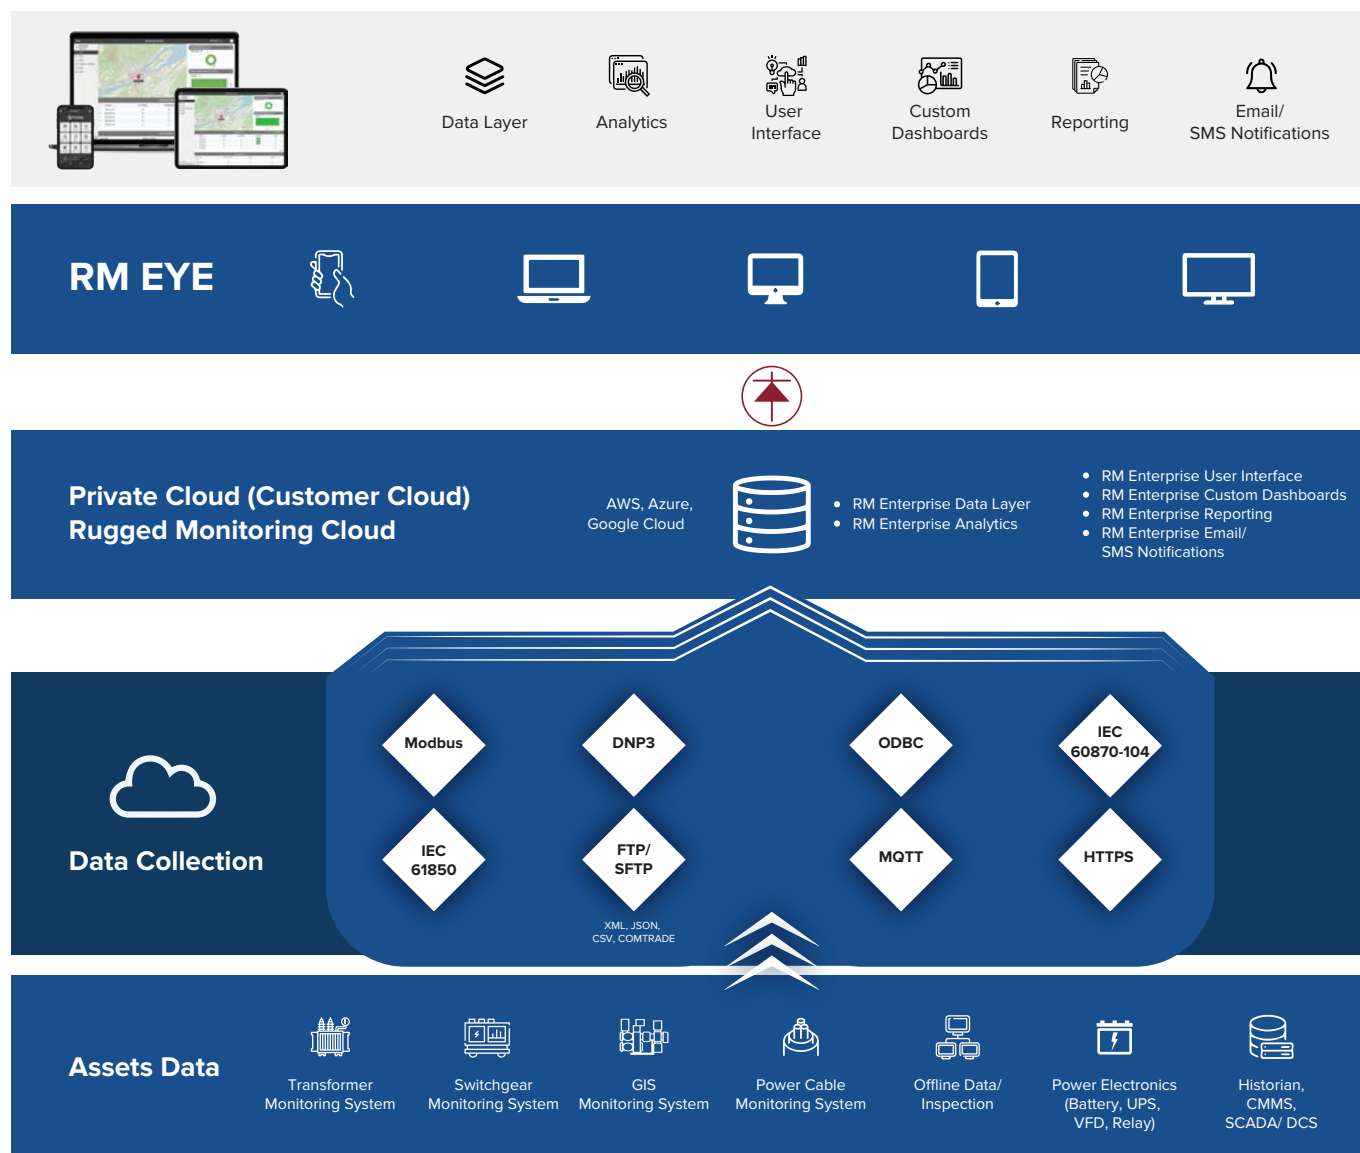 Data Layer
Analytics
User
Interface
Custom
Dashboards
Reporting
Email/
SMS Notifications
RM EYE
Private Cloud (Customer Cloud)
Rugged Monitoring Cloud
AWS, Azure,
Google Cloud
• RM Enterprise Data Layer
• RM Enterprise Analytics
• RM Enterprise User Interface
• RM Enterprise Custom Dashboards
• RM Enterprise Reporting
• RM Enterprise Email/
SMS Notifications
Data Collection
Modbus
DNP3
ODBC
IEC
60870-104
IEC
61850
FTP/
SFTP
XML, JSON,
CSV, COMTRADE
MQTT
HTTPS
Assets Data
Transformer
Monitoring System
Switchgear
Monitoring System
GIS
Monitoring System
Power Cable
Monitoring System
Offline Data/
Inspection
Power Electronics
(Battery, UPS,
VFD, Relay)
Historian,
CMMS,
SCADA/ DCS